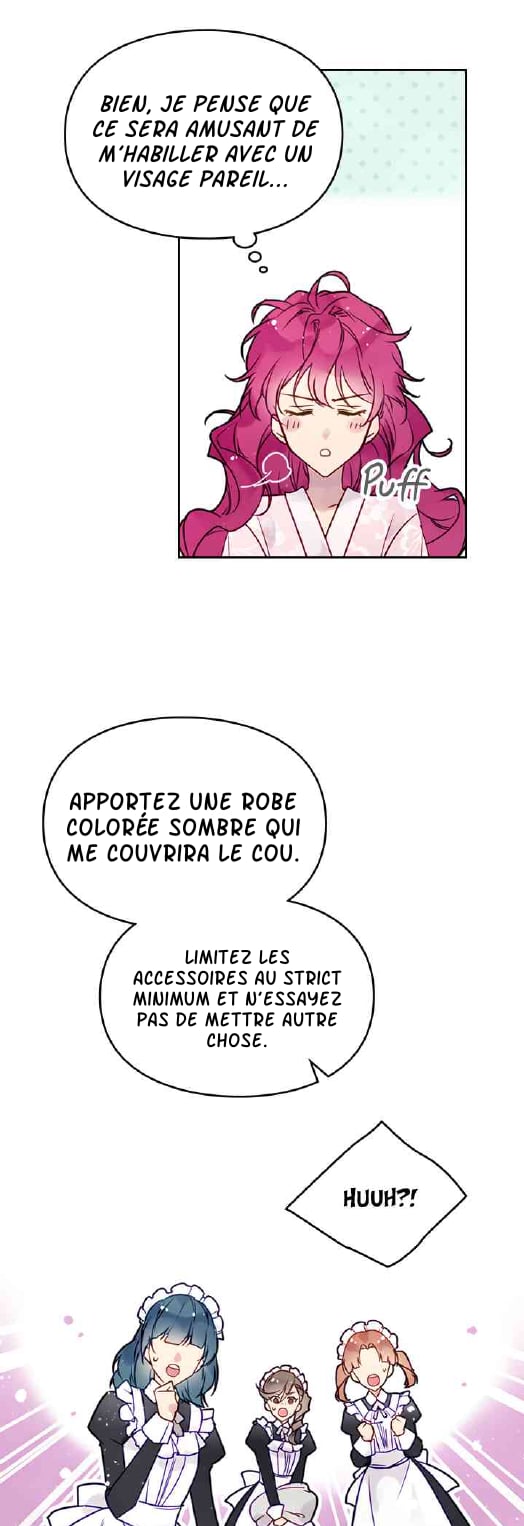 BIEN, JE PENSE QUE
CE SERA AMUSANT DE
M'HABILLER AVEC UN
VISAGE PAREIL...
Puff
APPORTEZ UNE ROBE
COLORÉE SOMBRE QUI
ME COUVRIRA LE COU.
LIMITEZ LES
ACCESSOIRES AU STRICT
MINIMUM ET N'ESSAYEZ
PAS DE METTRE AUTRE
CHOSE.
HUUH?!